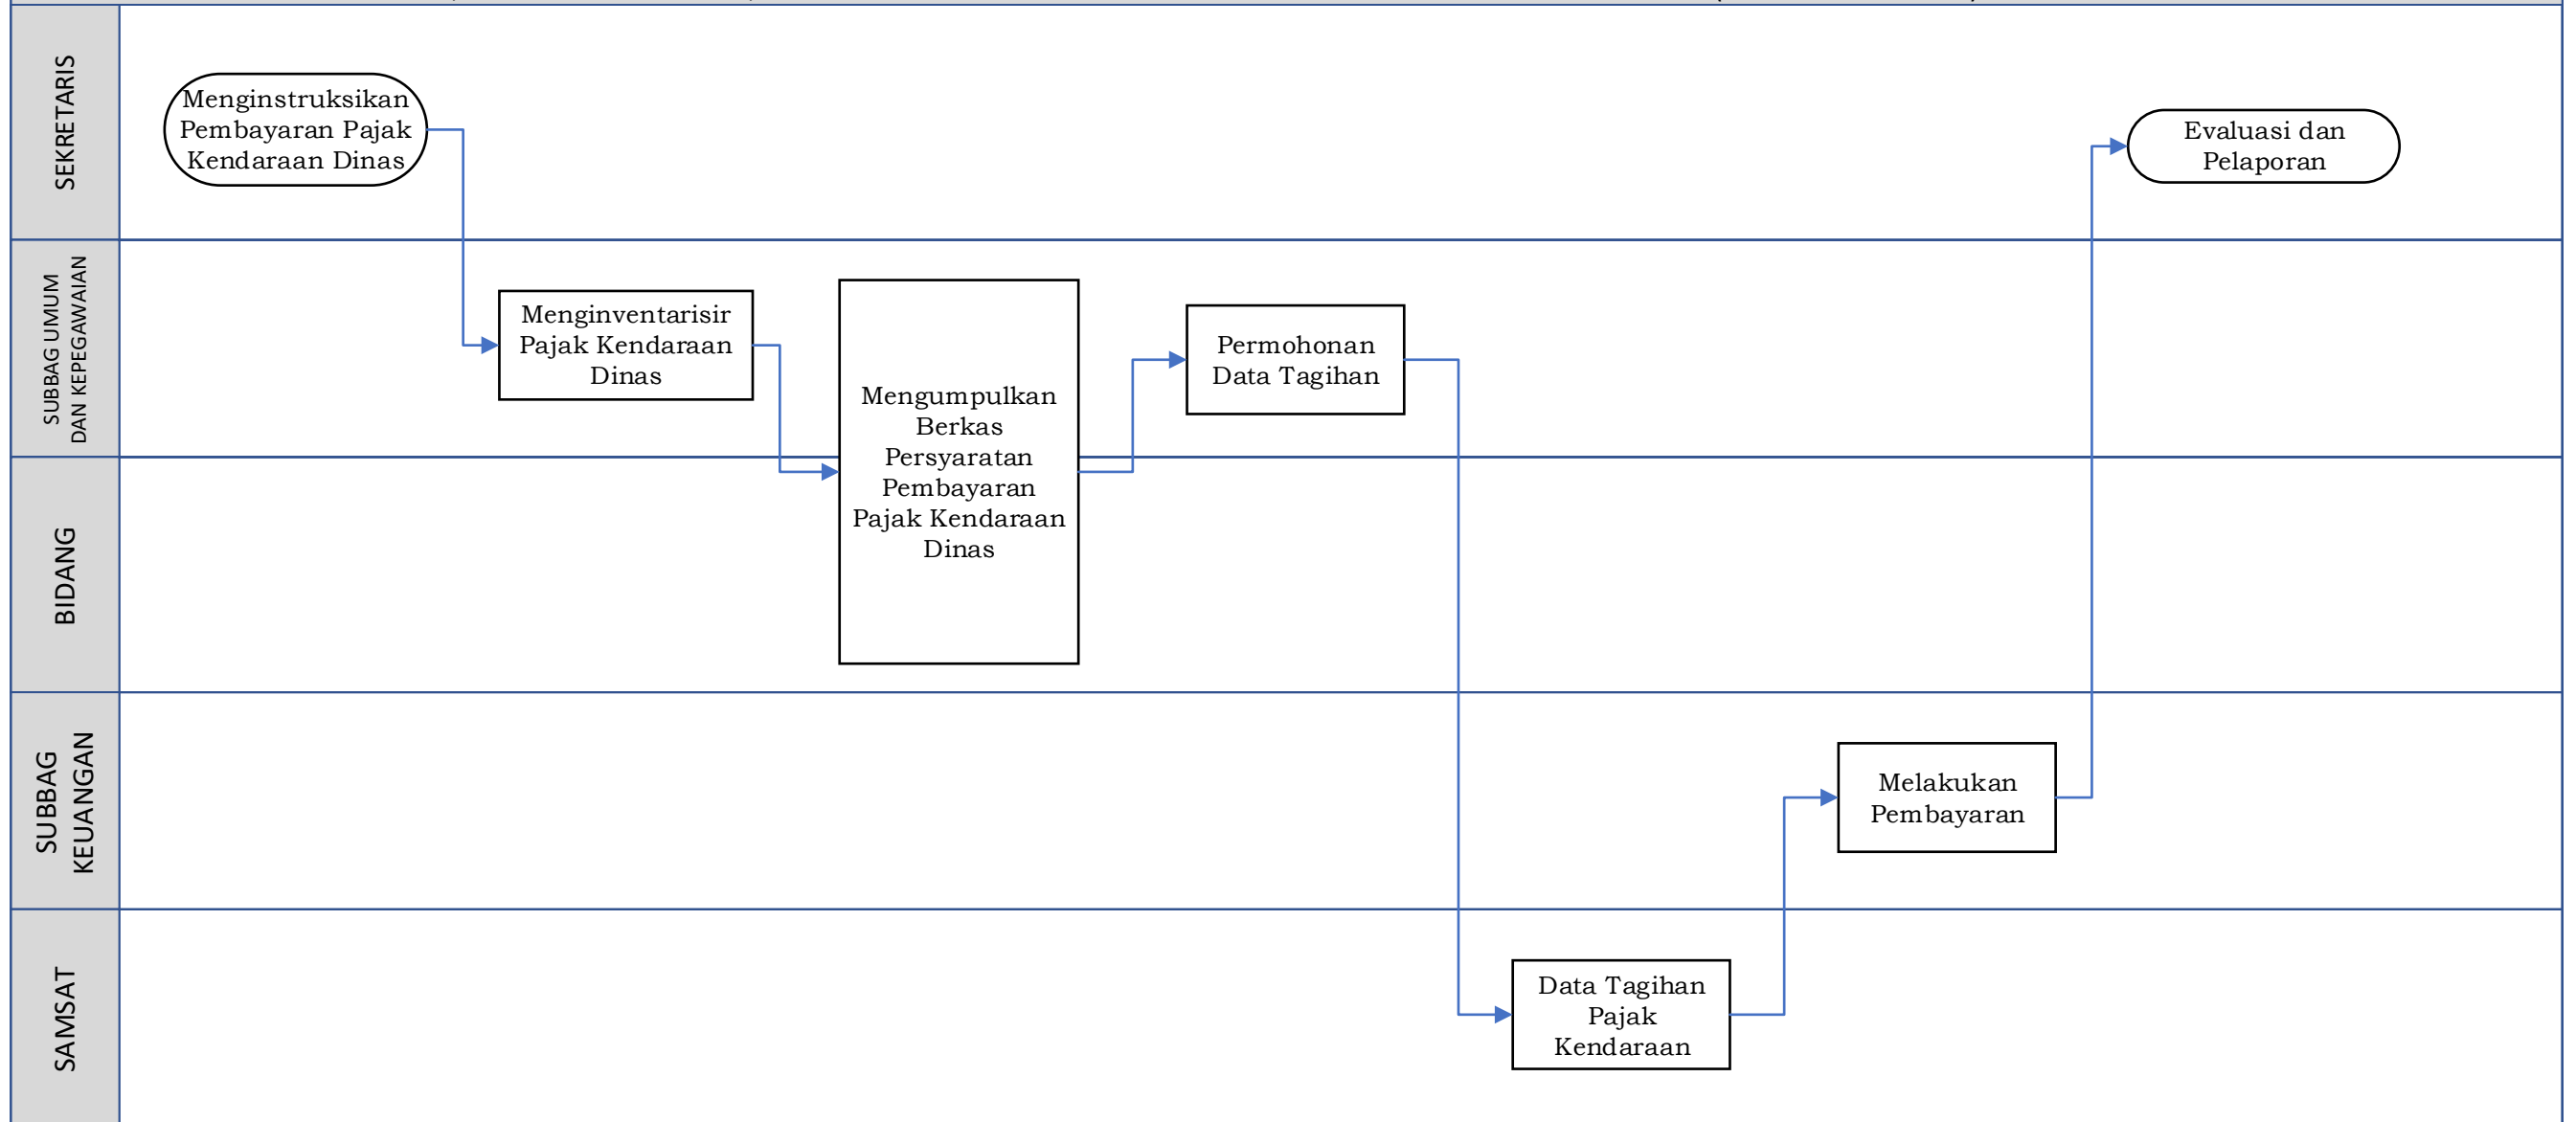 SEKRETARIS
Menginstruksikan
Pembayaran Pajak
Kendaraan Dinas
Evaluasi dan
Pelaporan
SUBBAG UMUM
DAN KEPEGAWAIAN
Menginventarisir
Pajak Kendaraan
Dinas
Mengumpulkan
Berkas
Persyaratan
Pembayaran
Pajak Kendaraan
Dinas
Permohonan
Data Tagihan
BIDANG
SUBBAG
KEUANGAN
Melakukan
Pembayaran
SAMSAT
Data Tagihan
Pajak
Kendaraan